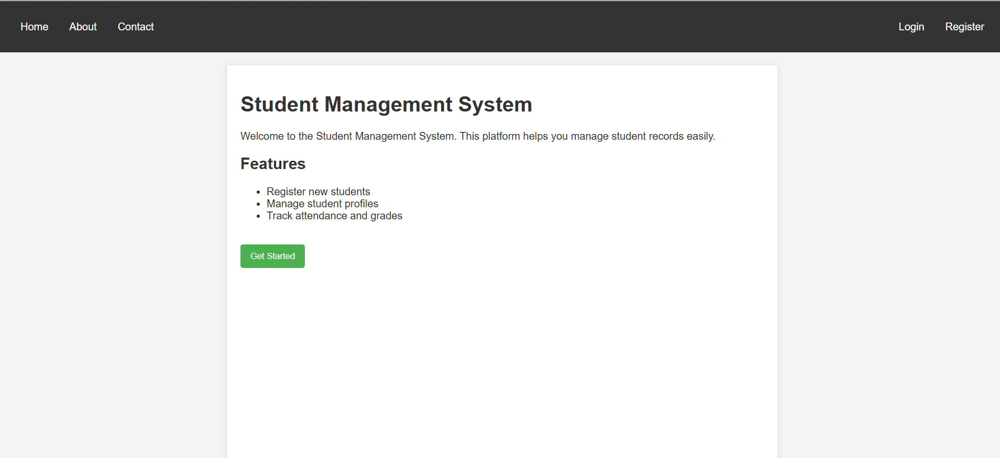 Home About Contact Login Register
Student Management System
Welcome to the Student Management System. This platform helps you manage student records easily.
Features
Register new students
Manage student profiles
Track attendance and grades
Get Started